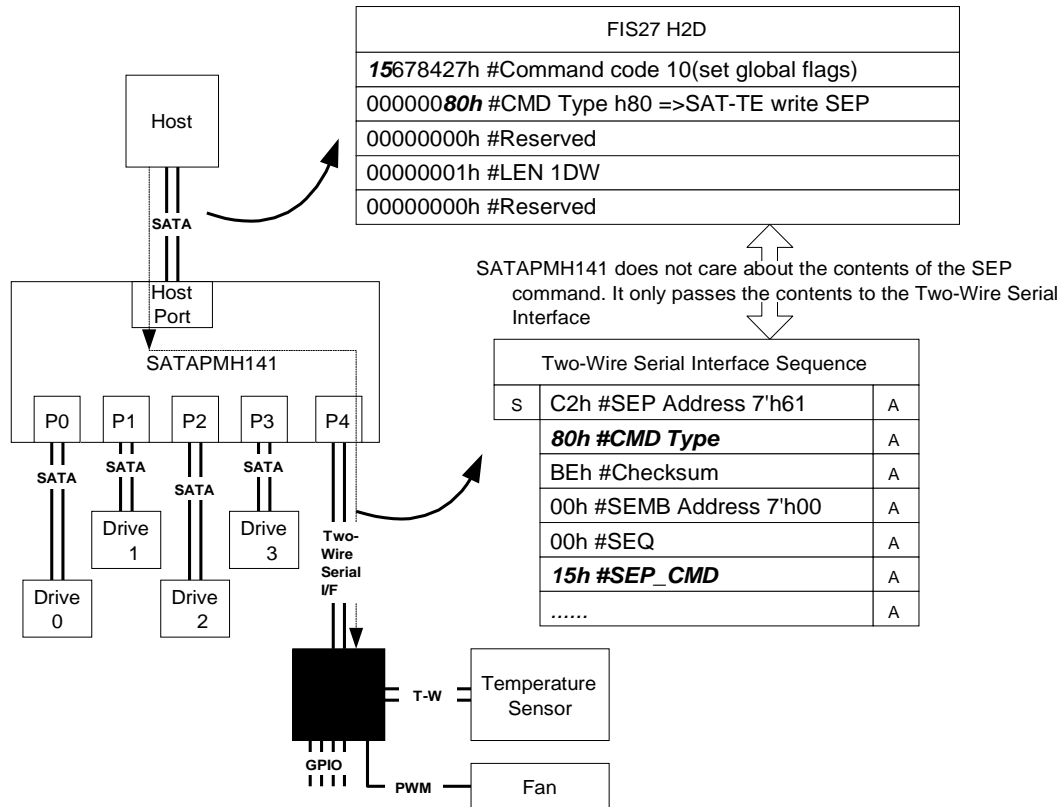 FIS27 H2D
15678427h #Command code 10(set global flags)
00000080h #CMD Type h80 =>SAT-TE write SEP
00000000h #Reserved
00000001h #LEN 1DW
00000000h #Reserved
Host
SATA
SATAPMH141 does not care about the contents of the SEP
command. It only passes the contents to the Two-Wire Serial
Interface
Host
Port
SATAPMH141
P0
P1
P2
P3
P4
SATA
SATA
SATA
SATA
Drive
1
Drive
3
Drive
0
Drive
2
Two-
Wire
Serial
I/F
Two-Wire Serial Interface Sequence
S C2h #SEP Address 7'h61 A
80h #CMD Type A
BEh #Checksum A
00h #SEMB Address 7'h00 A
00h #SEQ A
15h #SEP_CMD A
...... A
T-W
Temperature
Sensor
GPIO
PWM
Fan